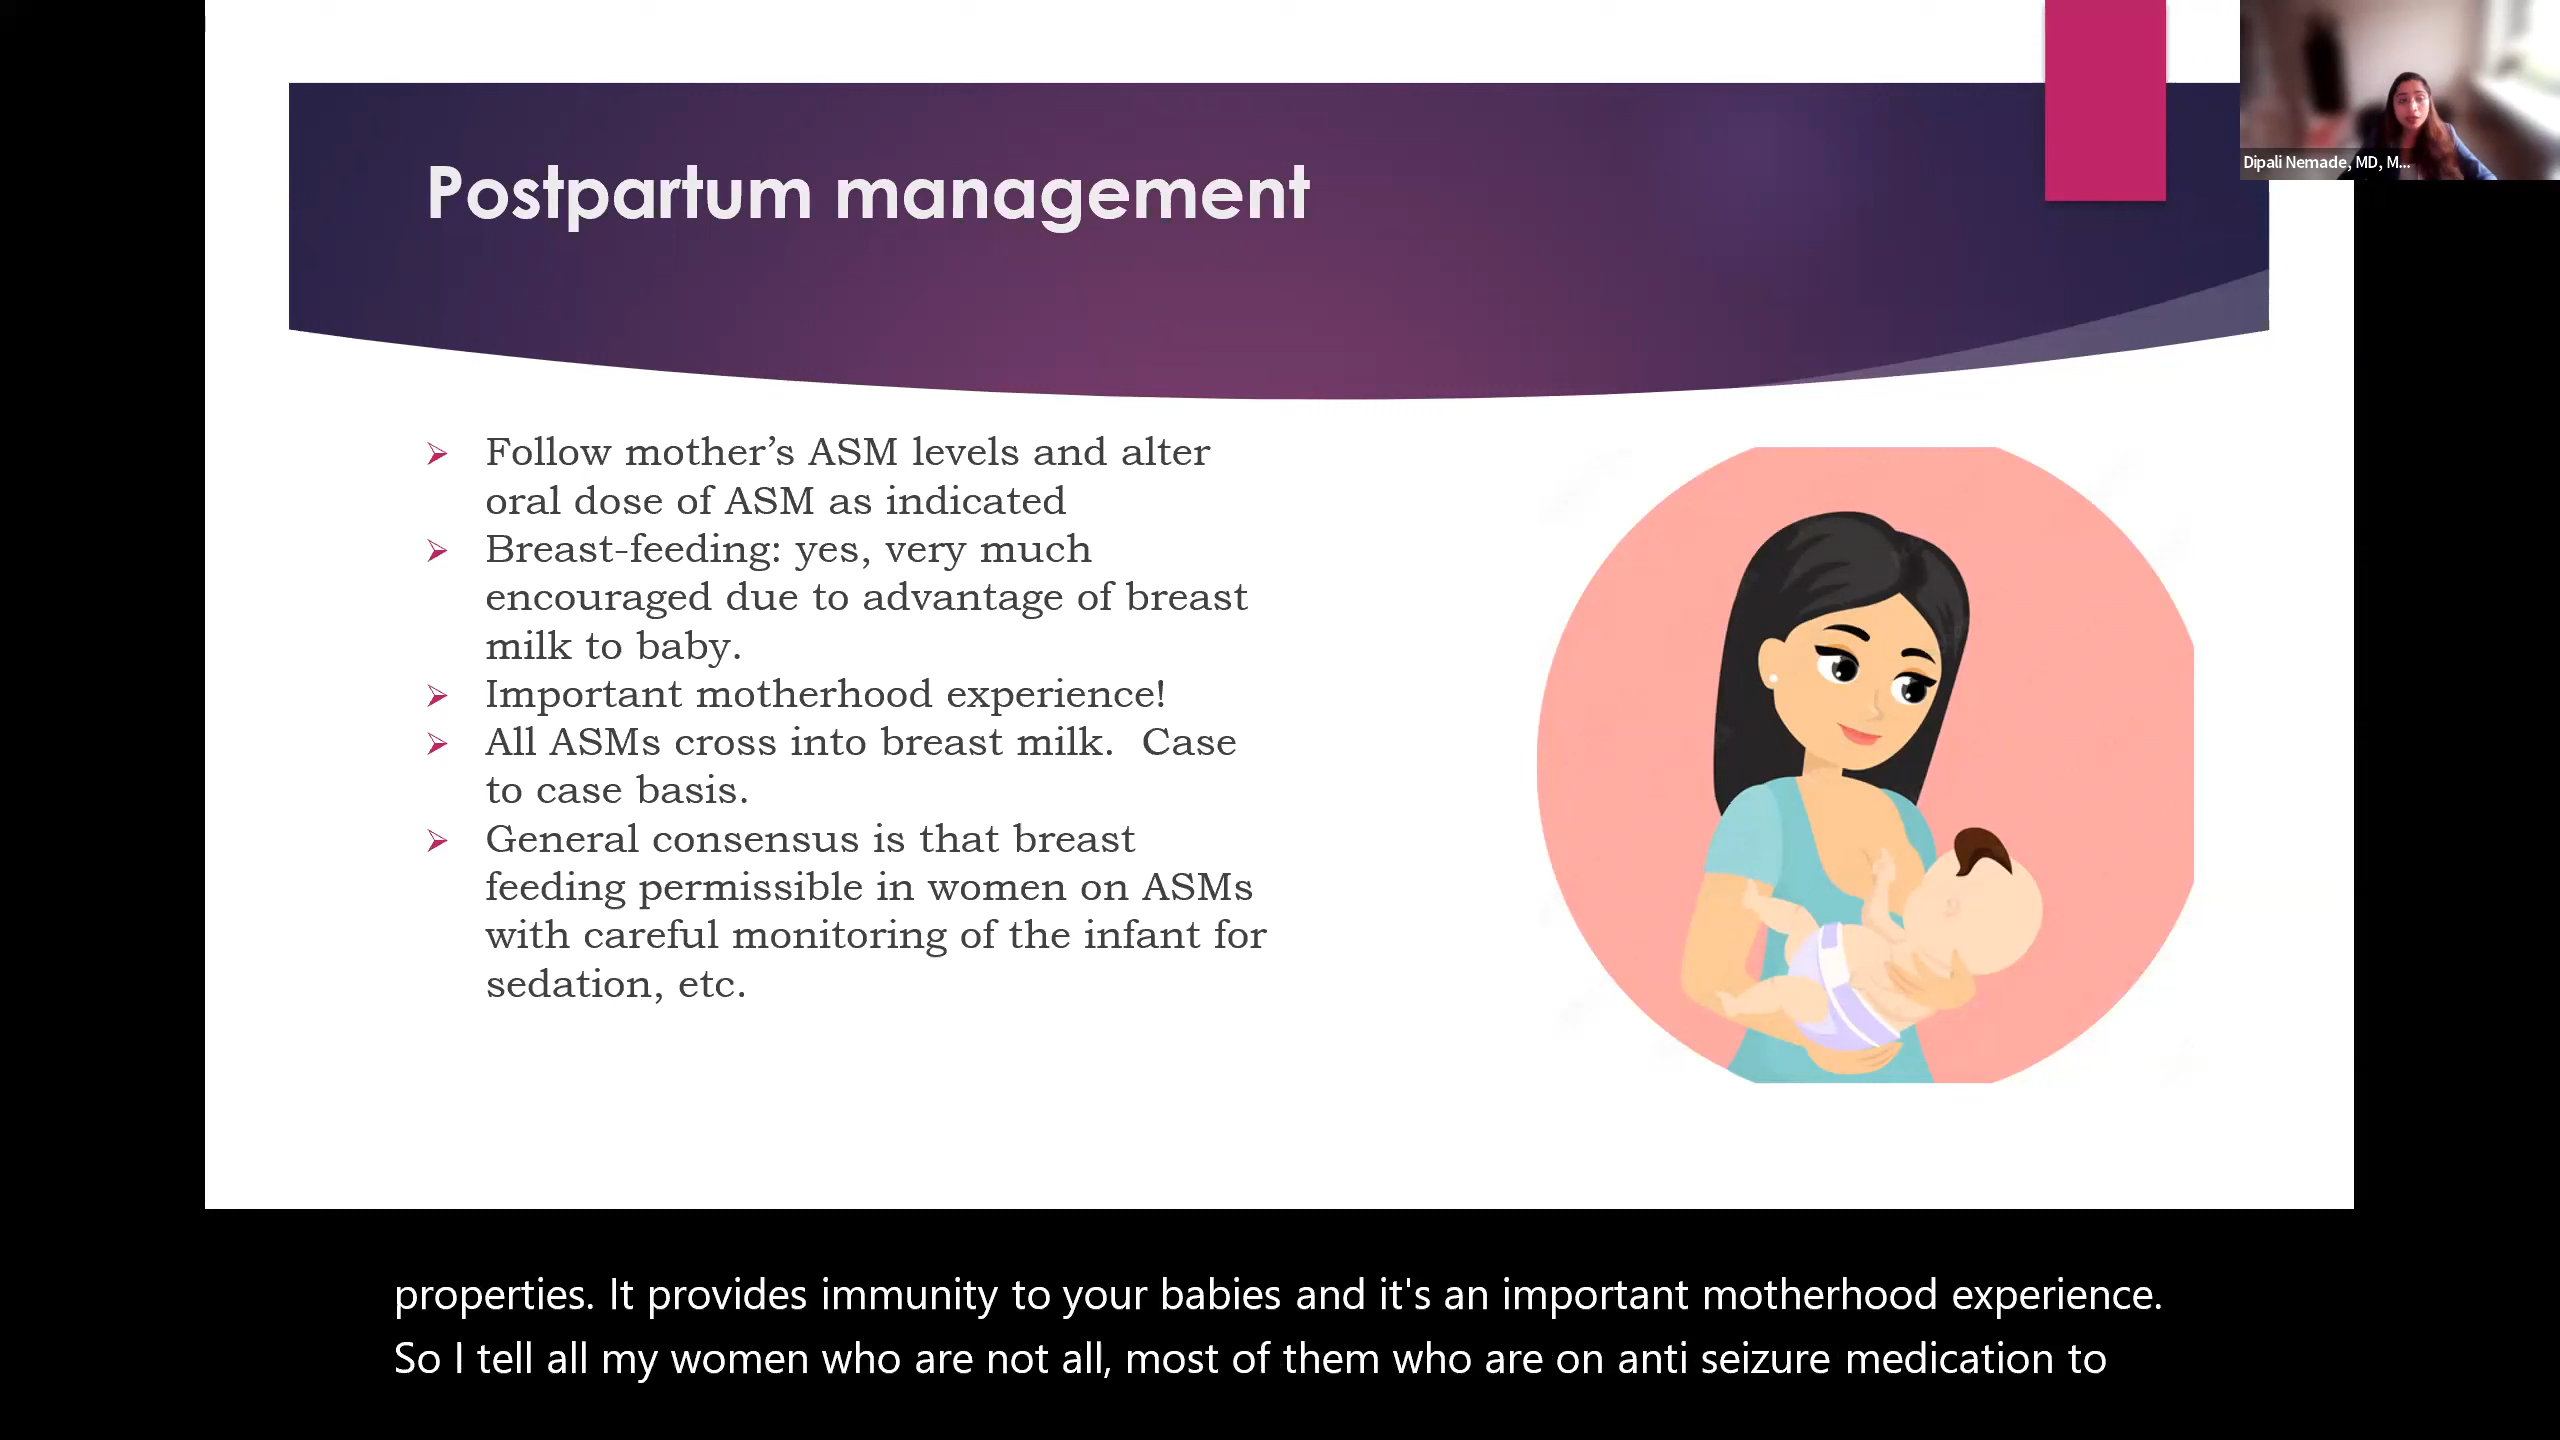 Dipali Nemade, MD, M...
Postpartum management
Follow mother’s ASM levels and alter
oral dose of ASM as indicated
Breast-feeding: yes, very much
encouraged due to advantage of breast
milk to baby.
Important motherhood experience!
All ASMs cross into breast milk.  Case
to case basis.
General consensus is that breast
feeding permissible in women on ASMs
with careful monitoring of the infant for
sedation, etc.
properties. It provides immunity to your babies and it's an important motherhood experience.
So I tell all my women who are not all, most of them who are on anti seizure medication to